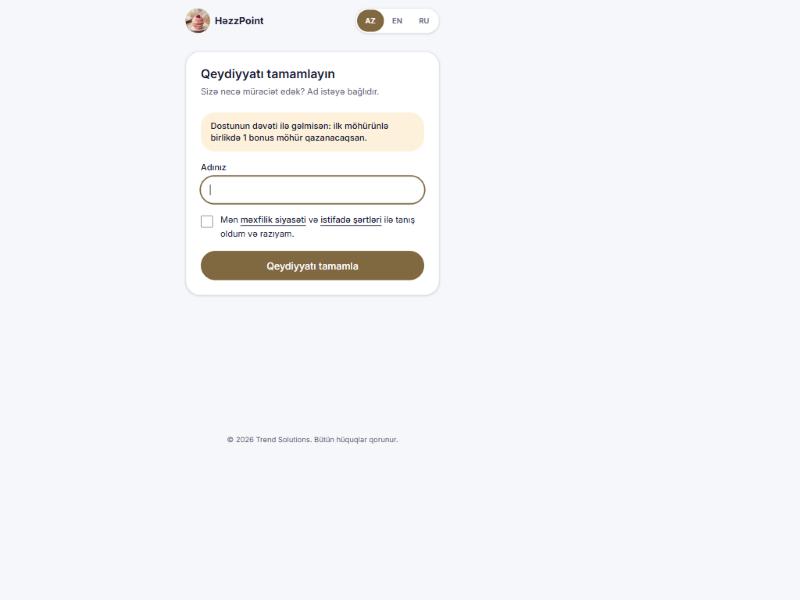 HəzzPoint
AZ EN RU
Qeydiyyatı tamamlayın
Sizə necə müraciət edək? Ad istəyə bağlıdır.
Dostunun dəvəti ilə gəlmisən: ilk möhürünlə
birlikdə 1 bonus möhür qazanacaqsan.
Adınız
Mən məxfilik siyasəti və istifadə şərtləri ilə tanış
oldum və razıyam.
Qeydiyyatı tamamla
© 2026 Trend Solutions. Bütün hüquqlar qorunur.